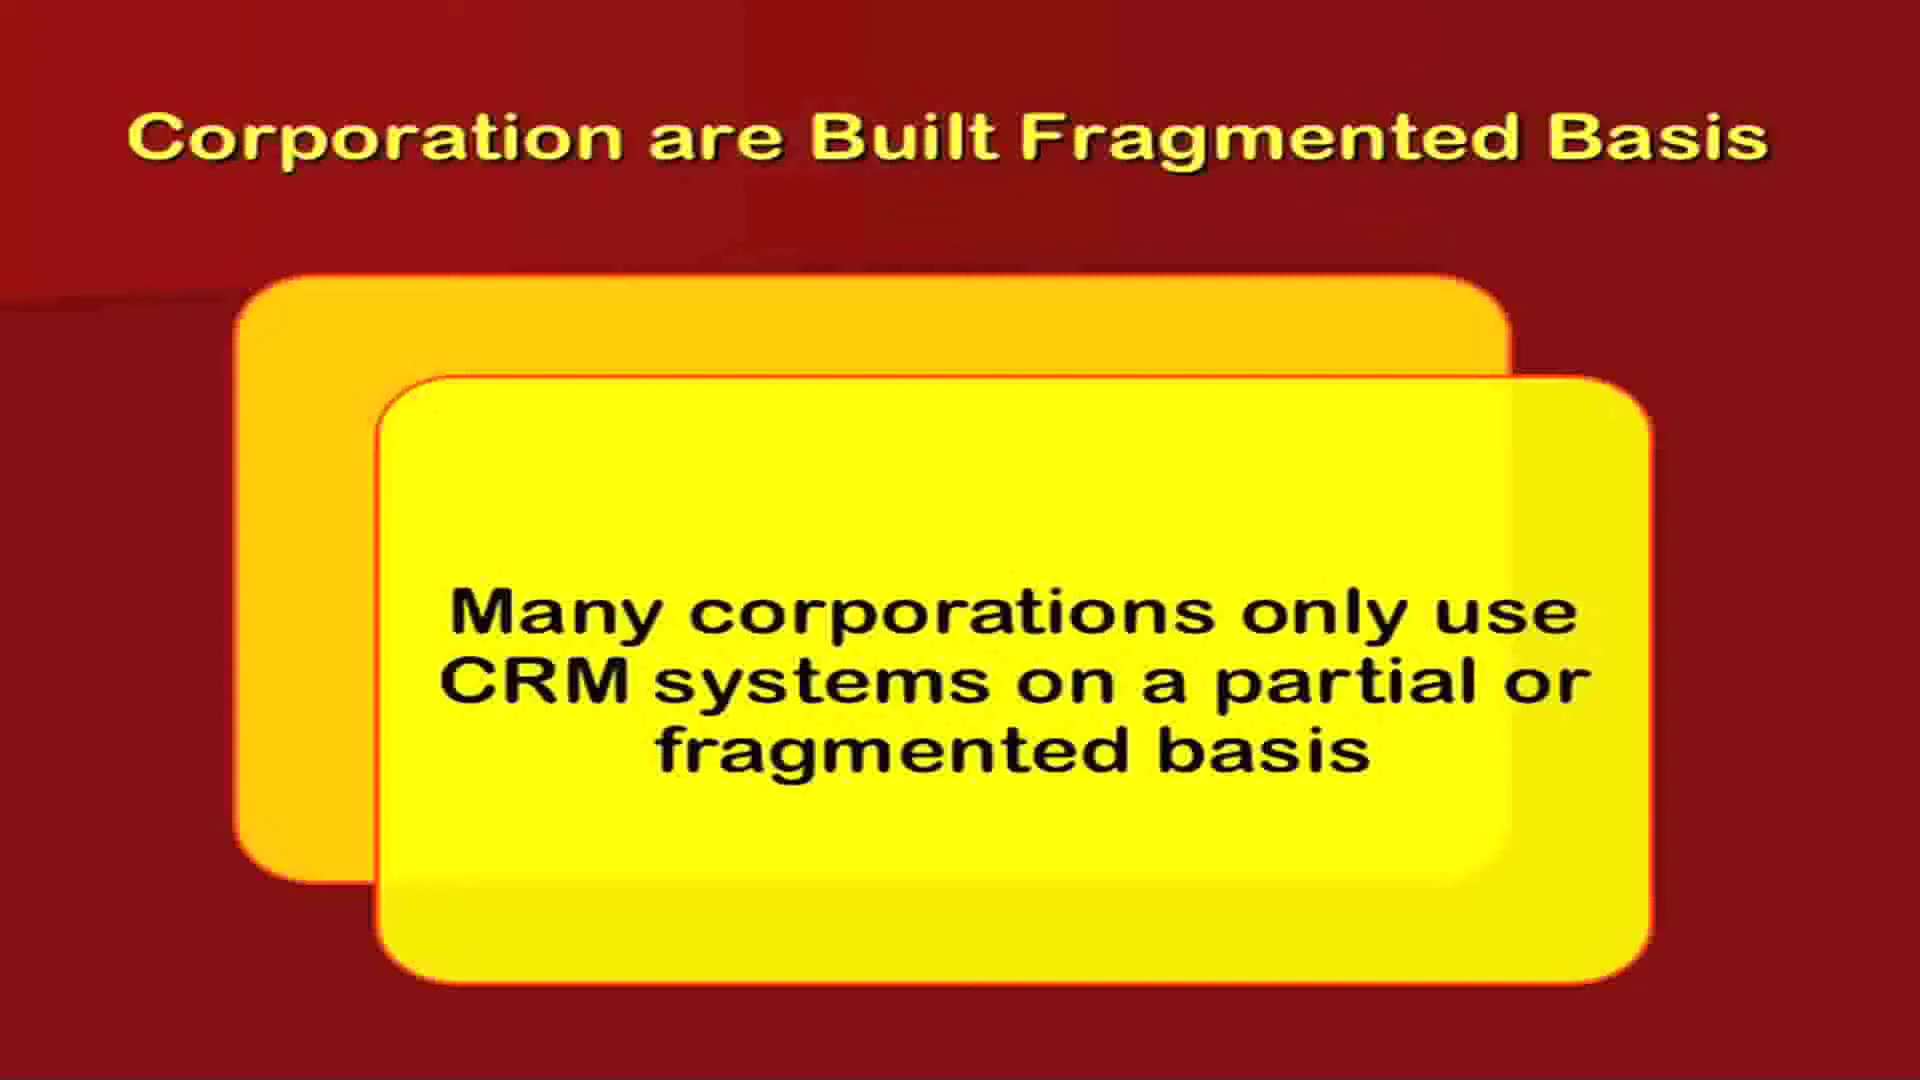 Corporation are Built Fragmented Basis
Many corporations only use
CRM systems on a partial or
fragmented basis